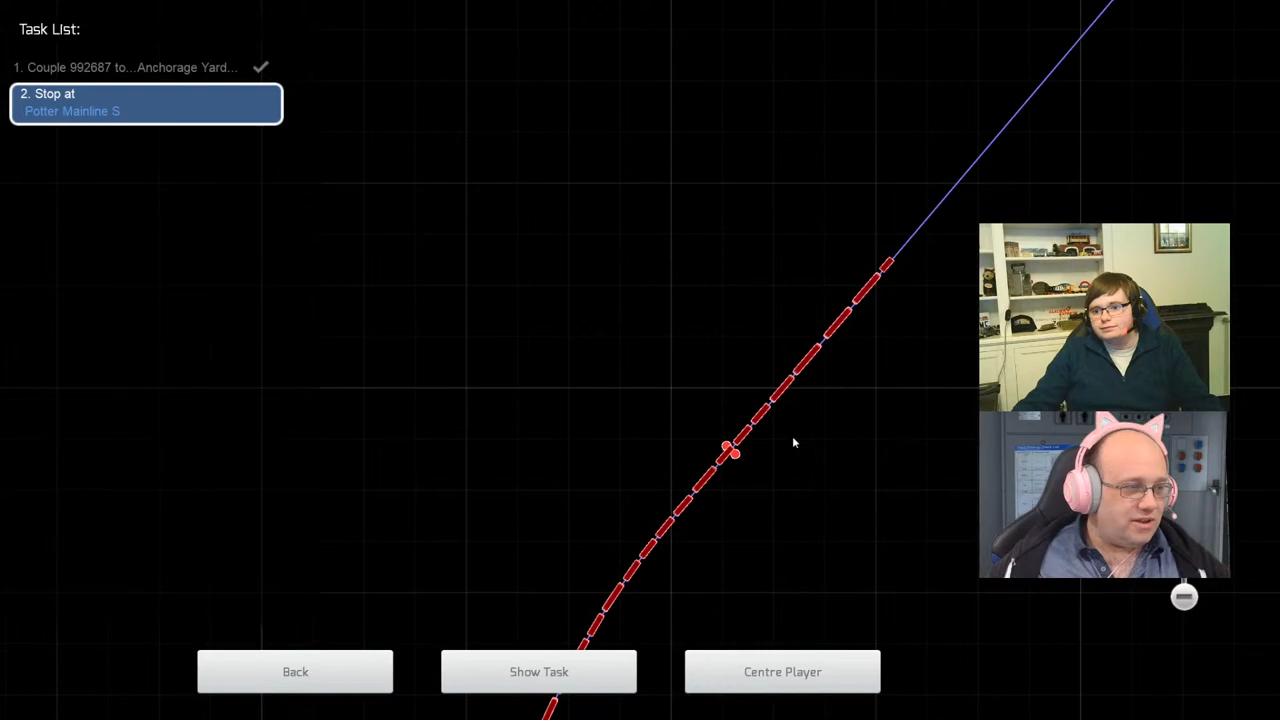 Task List:
1. Couple 992687 to...Anchorage Yard...
2. Stop at
Potter Mainline S
Back
Show Task
Centre Player